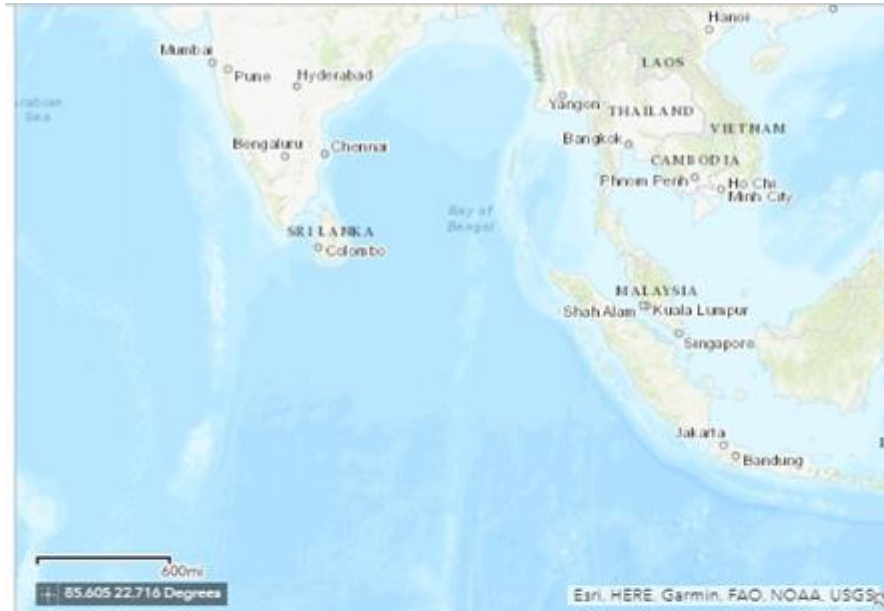 Hanoi
Mumbai
Pune
Hyderabad
LAOS
Arabian
Sea
Yangon
THAILAND
VIETNAM
Bengaluru
Chennai
Bangkok
CAMBODIA
Phnom Penh
Ho Chi
Minh City
Bay of
Bengal
SRI LANKA
Colombo
MALAYSIA
Shah Alam
Kuala Lumpur
Singapore
Jakarta
Bandung
600mi
85.605 22.716 Degrees
Esri, HERE, Garmin, FAO, NOAA, USGS